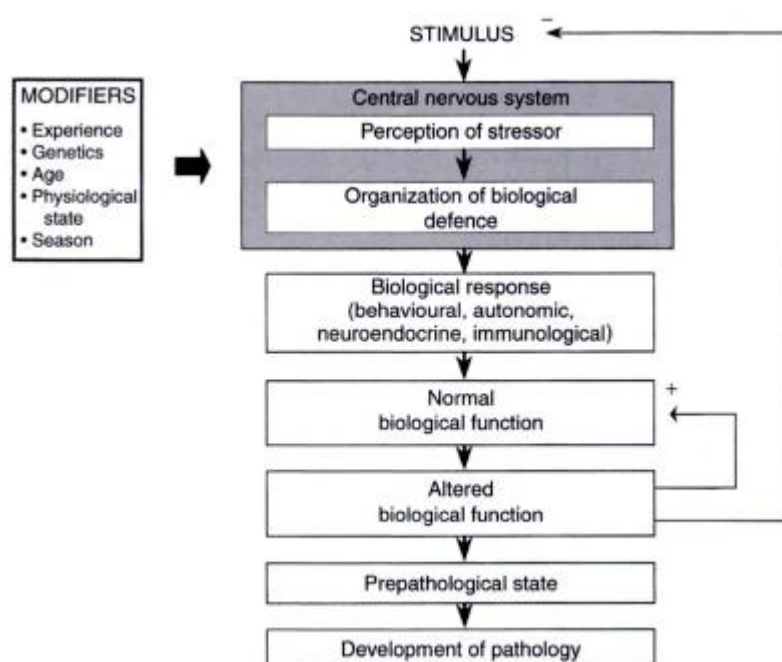 STIMULUS
−
MODIFIERS
• Experience
• Genetics
• Age
• Physiological
state
• Season
Central nervous system
Perception of stressor
Organization of biological
defence
Biological response
(behavioural, autonomic,
neuroendocrine, immunological)
Normal
biological function
+
Altered
biological function
Prepathological state
Development of pathology